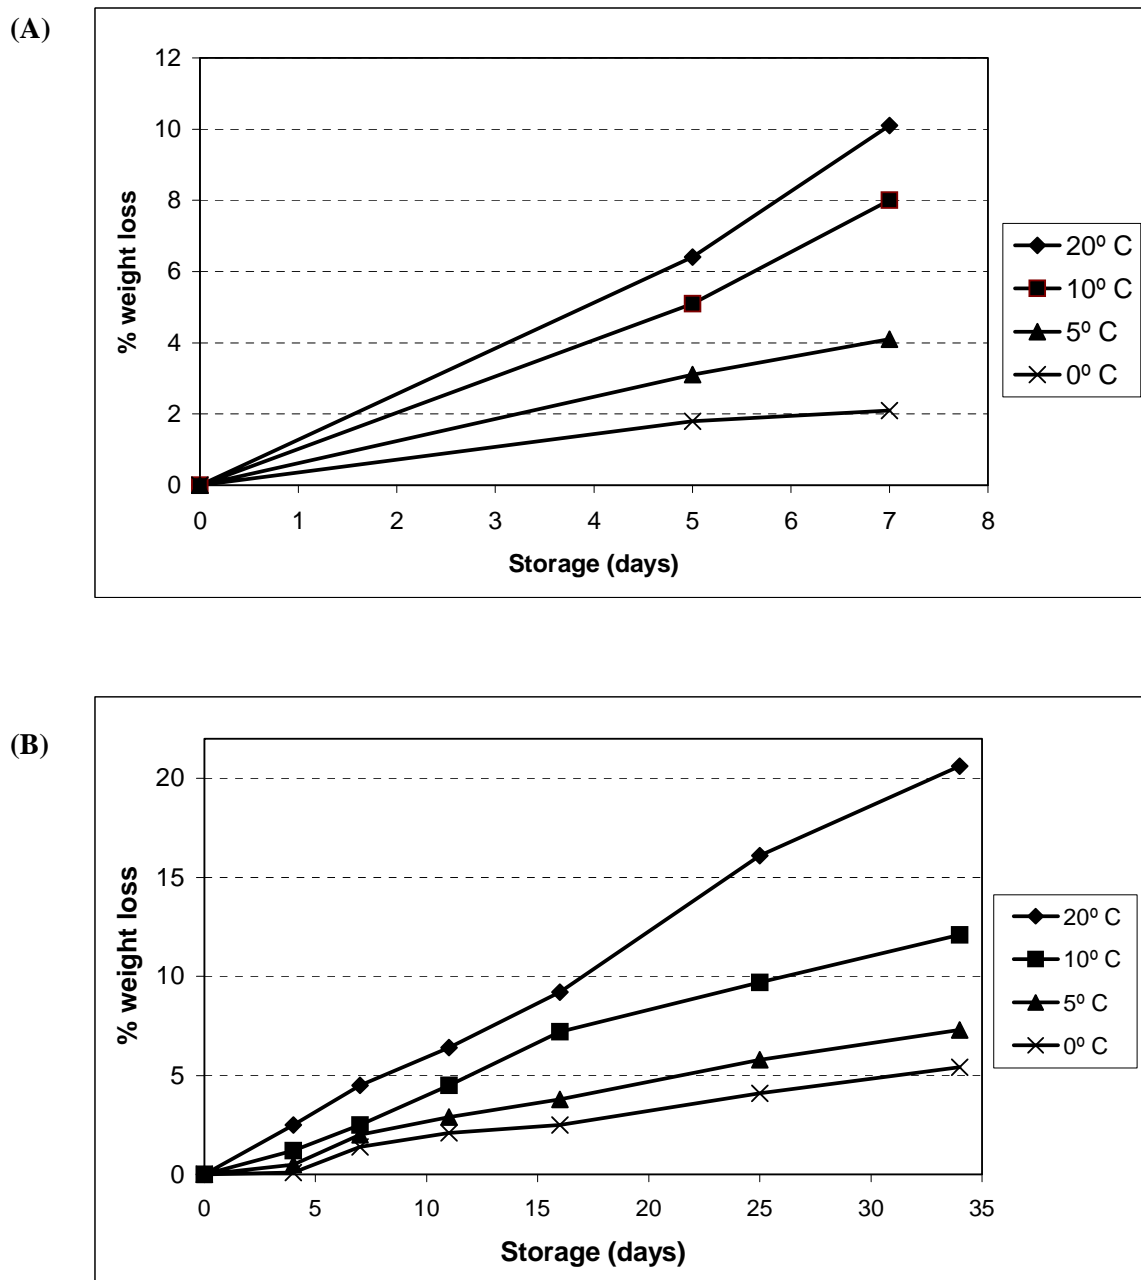 (A)
12
10
8
6
4
2
0
% weight loss
0 1 2 3 4 5 6 7 8
Storage (days)
20º C
10º C
5º C
0º C
(B)
20
15
10
5
0
% weight loss
0 5 10 15 20 25 30 35
Storage (days)
20º C
10º C
5º C
0º C